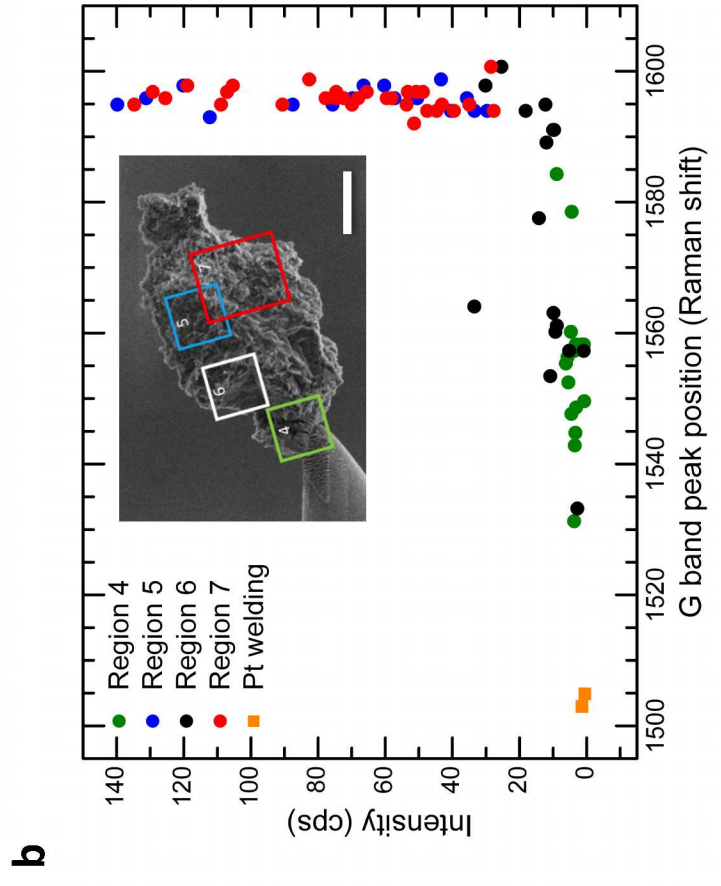 b
Region 4
Region 5
Region 6
Region 7
Pt welding
4
6
5
7
140
120
100
80
60
40
20
0
Intensity (cps)
1500
1520
1540
1560
1580
1600
G band peak position (Raman shift)